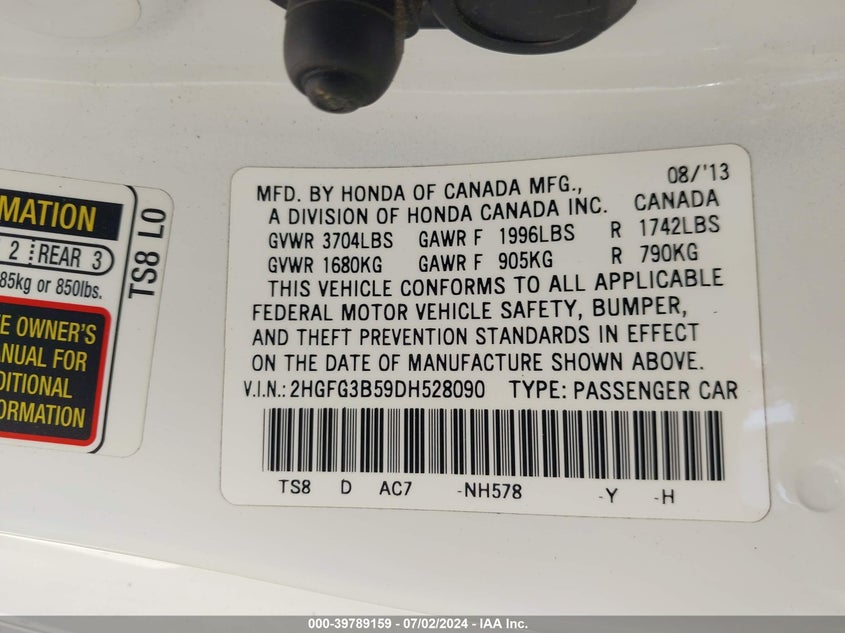 MATION
2 REAR 3
85kg or 850lbs.
E OWNER'S
ANUAL FOR
DITIONAL
FORMATION
TS8 L0
08/'13
MFD. BY HONDA OF CANADA MFG.,
A DIVISION OF HONDA CANADA INC. CANADA
GVWR 3704LBS GAWR F 1996LBS R 1742LBS
GVWR 1680KG GAWR F 905KG R 790KG
THIS VEHICLE CONFORMS TO ALL APPLICABLE
FEDERAL MOTOR VEHICLE SAFETY, BUMPER,
AND THEFT PREVENTION STANDARDS IN EFFECT
ON THE DATE OF MANUFACTURE SHOWN ABOVE.
V.I.N.: 2HGFG3B59DH528090 TYPE: PASSENGER CAR
TS8 D AC7 -NH578 -Y -H
000-39789159 - 07/02/2024 - IAA Inc.